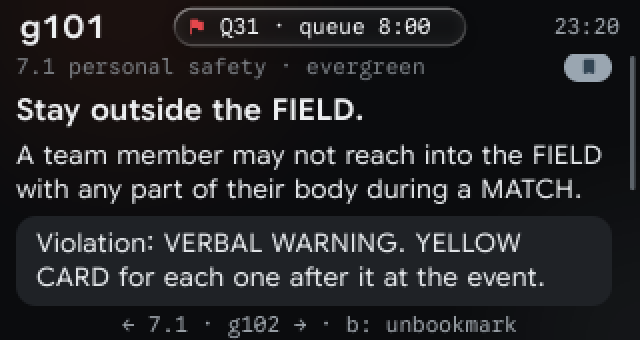 g101
Q31 · queue 8:00
23:20
7.1 personal safety · evergreen
Stay outside the FIELD.
A team member may not reach into the FIELD
with any part of their body during a MATCH.
Violation: VERBAL WARNING. YELLOW
CARD for each one after it at the event.
← 7.1 · g102 → · b: unbookmark